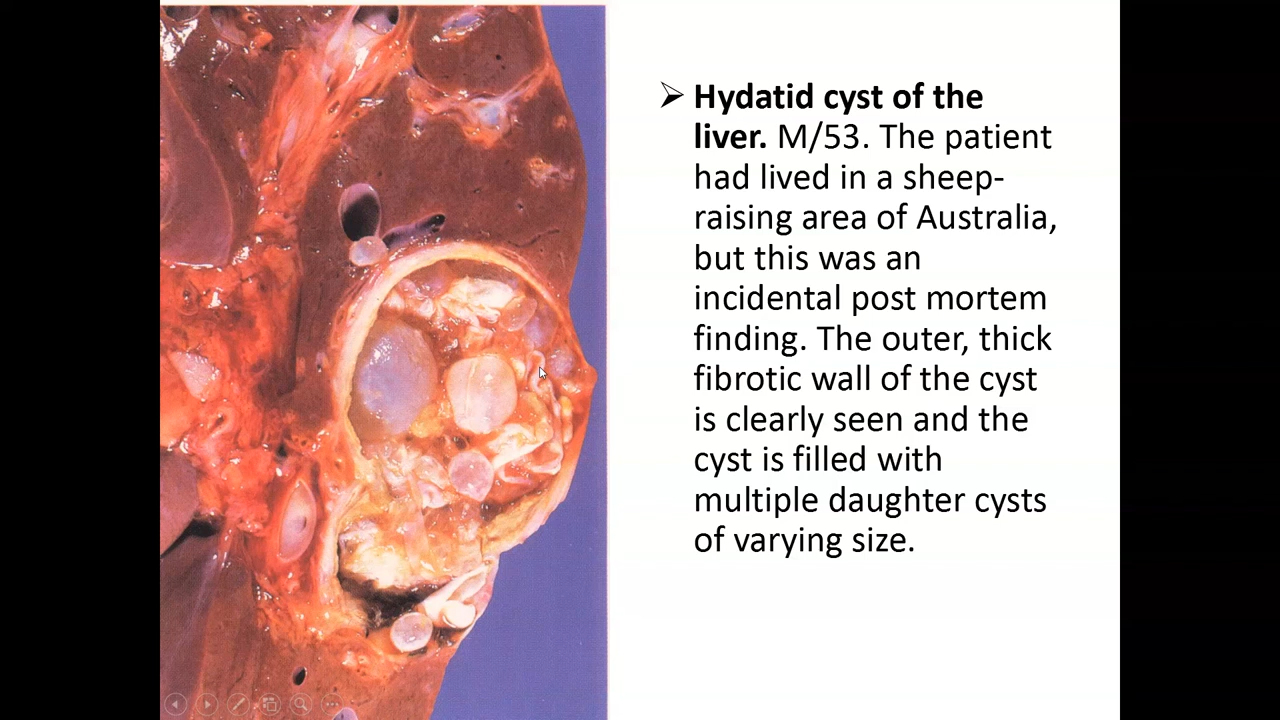 ➢ Hydatid cyst of the
liver. M/53. The patient
had lived in a sheep-
raising area of Australia,
but this was an
incidental post mortem
finding. The outer, thick
fibrotic wall of the cyst
is clearly seen and the
cyst is filled with
multiple daughter cysts
of varying size.